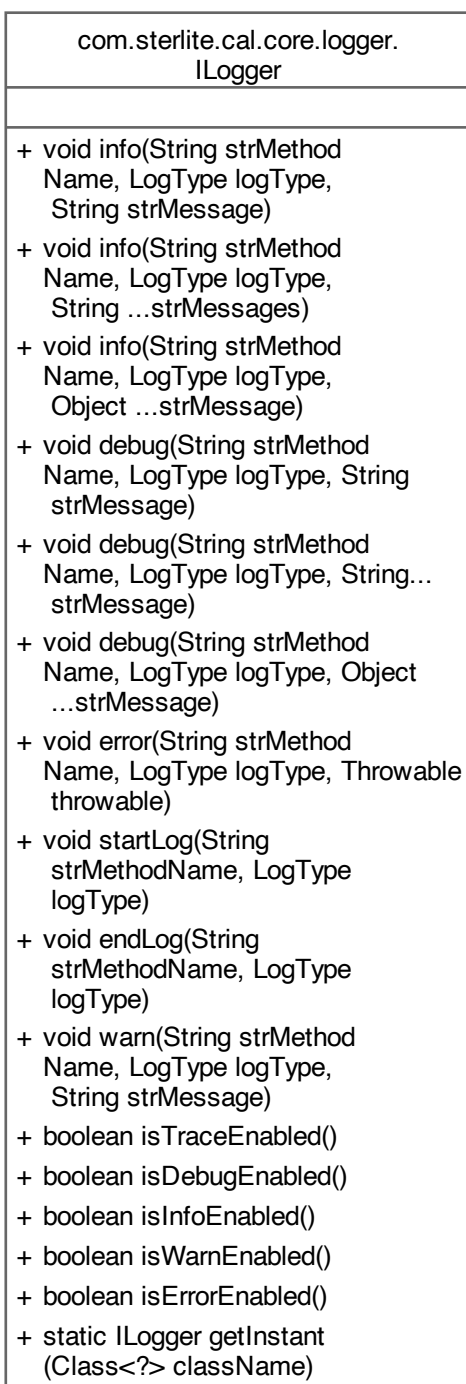 com.sterlite.cal.core.logger.
ILogger
+ void info(String strMethod
Name, LogType logType,
String strMessage)
+ void info(String strMethod
Name, LogType logType,
String ...strMessages)
+ void info(String strMethod
Name, LogType logType,
Object ...strMessage)
+ void debug(String strMethod
Name, LogType logType, String
strMessage)
+ void debug(String strMethod
Name, LogType logType, String...
strMessage)
+ void debug(String strMethod
Name, LogType logType, Object
...strMessage)
+ void error(String strMethod
Name, LogType logType, Throwable
throwable)
+ void startLog(String
strMethodName, LogType
logType)
+ void endLog(String
strMethodName, LogType
logType)
+ void warn(String strMethod
Name, LogType logType,
String strMessage)
+ boolean isTraceEnabled()
+ boolean isDebugEnabled()
+ boolean isInfoEnabled()
+ boolean isWarnEnabled()
+ boolean isErrorEnabled()
+ static ILogger getInstant
(Class<?> className)